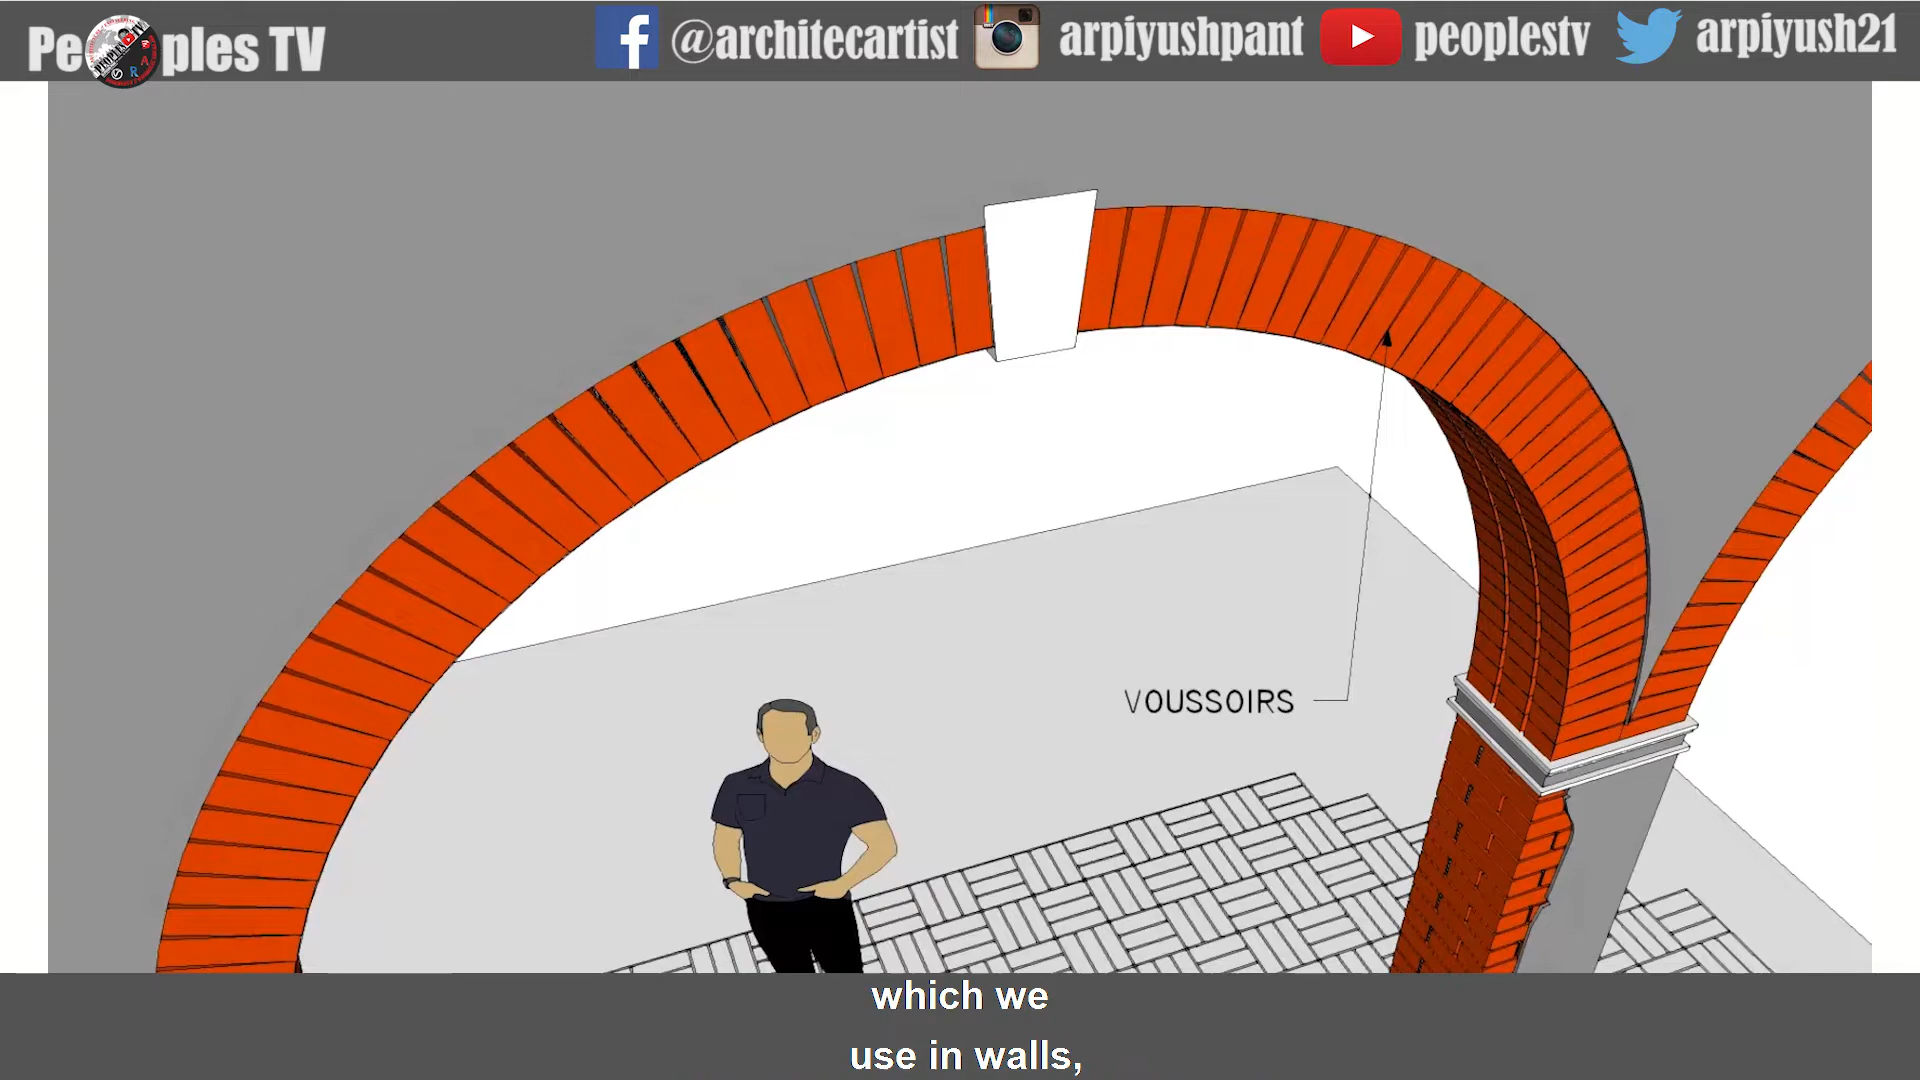 Peoples TV
@architecartist arpiyushpant peoplestv arpiyush21
VOUSSOIRS
which we
use in walls,